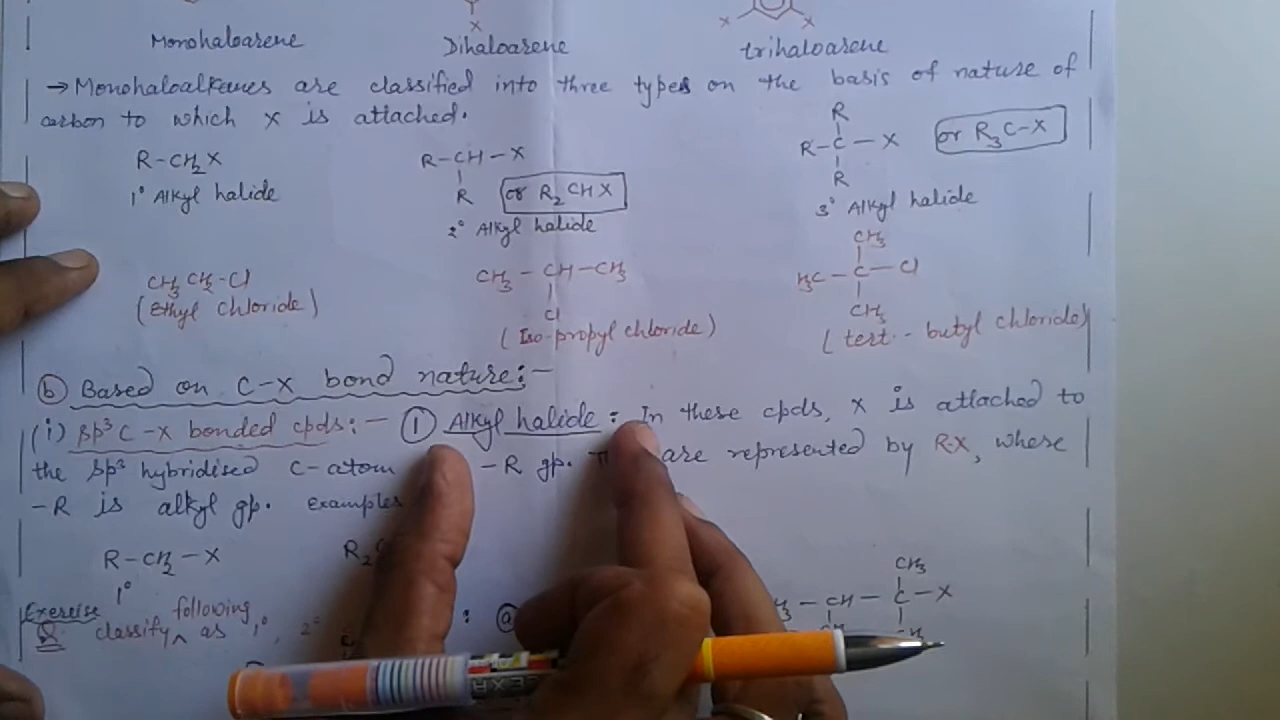 X
X
X
Monohaloarene
Dihaloarene
trihaloarene
→ Monohaloalkanes are classified into three types on the basis of nature of
carbon to which X is attached.
R-CH₂X
1° Alkyl halide
R-CH-X
R
or R₂CHX
2° Alkyl halide
R
R-C-X
R
or R₃C-X
3° Alkyl halide
CH₃CH₂-Cl
(Ethyl chloride)
CH₃-CH-CH₃
Cl
(Iso-propyl chloride)
CH₃
H₃C-C-Cl
CH₃
(tert-butyl chloride)
(b) Based on C-X bond nature:-
(i) sp³ C-X bonded cpds:- (1) Alkyl halide: In these cpds, X is attached to
the sp³ hybridised C-atom -R gp. are represented by R-X, where
-R is alkyl gp. Examples
R-CH₂-X
1°
R₂
CH₃
-CH-C-X
Exercise
Q. classify following as 1°, 2° : (a)